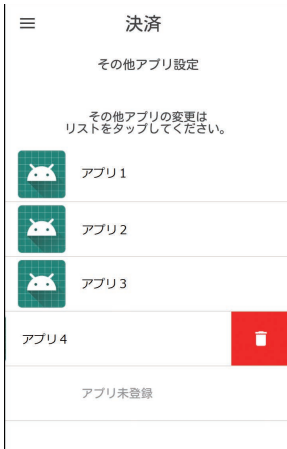 決済
その他アプリ設定
その他アプリの変更は
リストをタップしてください。
アプリ1
アプリ2
アプリ3
アプリ4
アプリ未登録